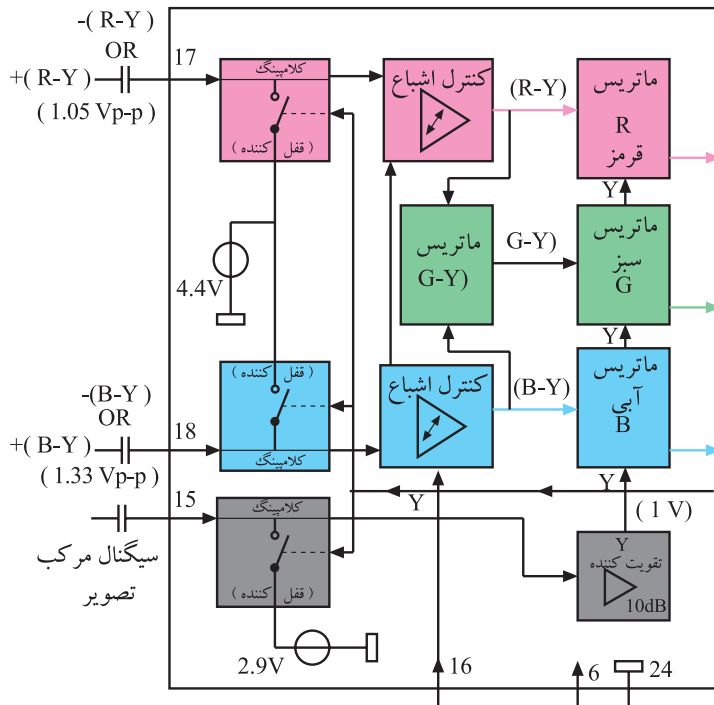 -( R-Y )
OR
+( R-Y )
( 1.05 Vp-p )
17
کلامپینگ
( قفل کننده )
کنترل اشباع
(R-Y)
ماتریس
R
قرمز
Y
4.4V
ماتریس
G-Y)
G-Y)
ماتریس
سبز
G
Y
-(B-Y )
OR
+( B-Y )
(1.33 Vp-p)
18
( قفل کننده )
کلامپینگ
کنترل اشباع
(B-Y)
ماتریس
آبی
B
Y
Y
( 1 V)
15
سیگنال مرکب
تصویر
کلامپینگ
( قفل کننده )
2.9V
Y
تقویت کننده
10dB
16
6
24